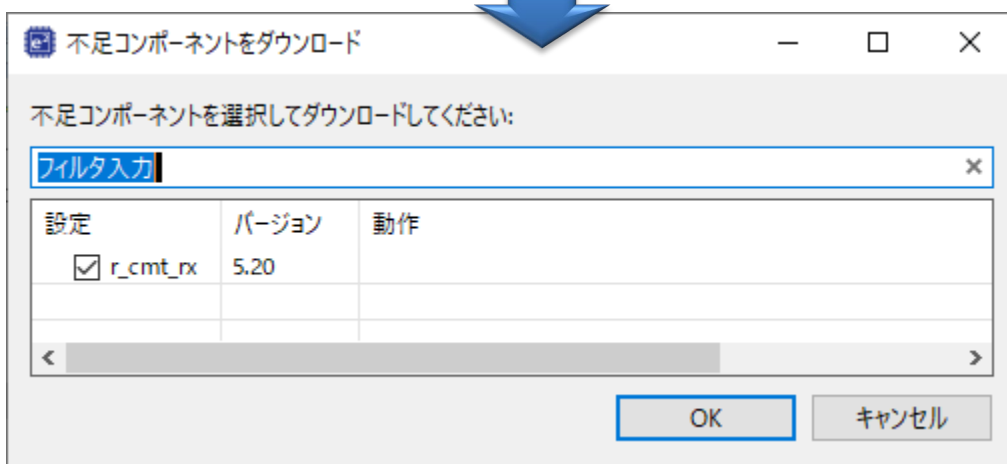 不足コンポーネントをダウンロード
不足コンポーネントを選択してダウンロードしてください:
フィルタ入力
設定 バージョン 動作
r_cmt_rx 5.20
OK キャンセル